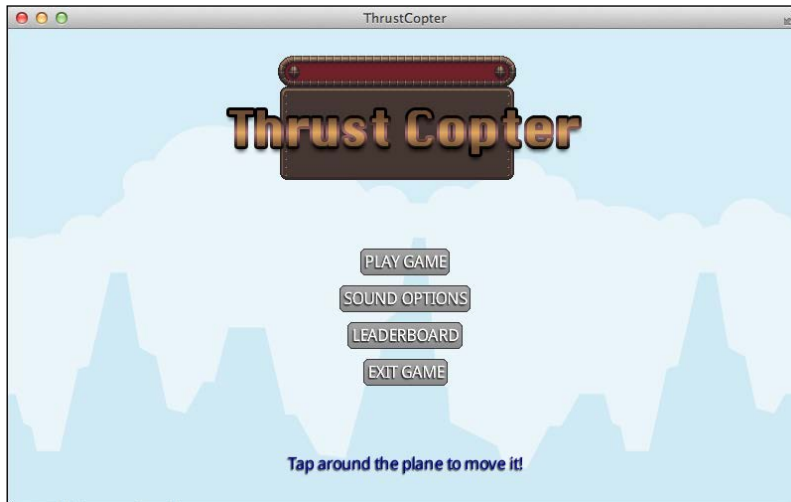 ThrustCopter
Thrust Copter
PLAY GAME
SOUND OPTIONS
LEADERBOARD
EXIT GAME
Tap around the plane to move it!